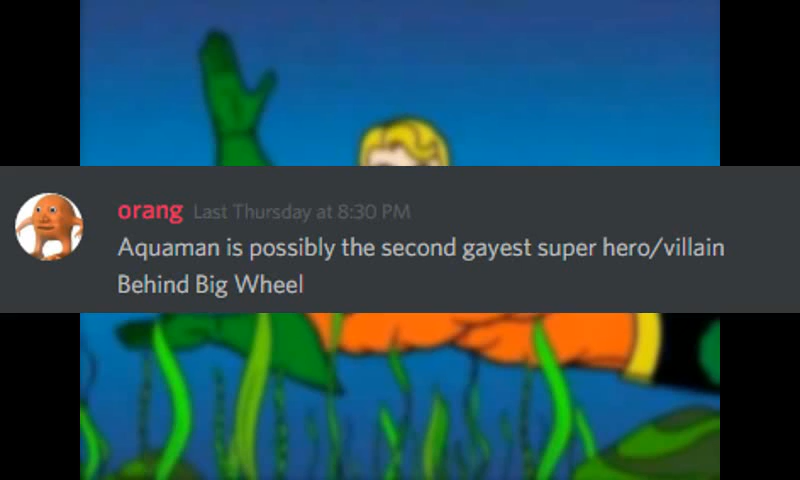 orang Last Thursday at 8:30 PM
Aquaman is possibly the second gayest super hero/villain
Behind Big Wheel